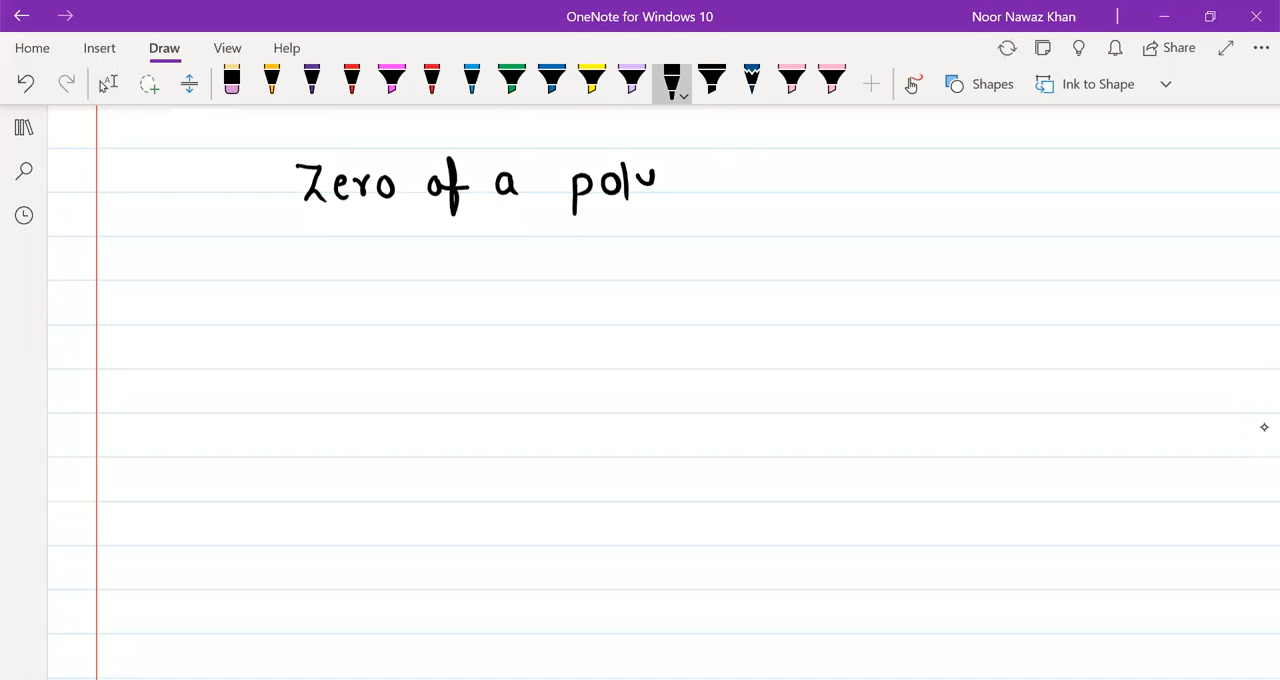 OneNote for Windows 10
Noor Nawaz Khan
Home Insert Draw View Help
Share
Shapes
Ink to Shape
Zero of a